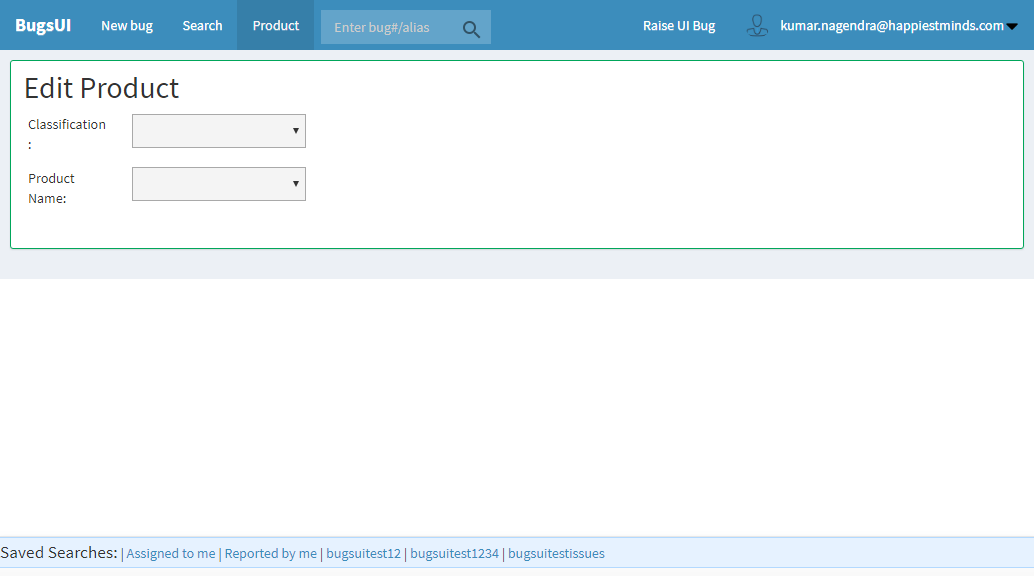 BugsUI New bug Search Product Enter bug#/alias Raise UI Bug kumar.nagendra@happiestminds.com
Edit Product
Classification
:
Product
Name:
Saved Searches: | Assigned to me | Reported by me | bugsuitest12 | bugsuitest1234 | bugsuitestissues